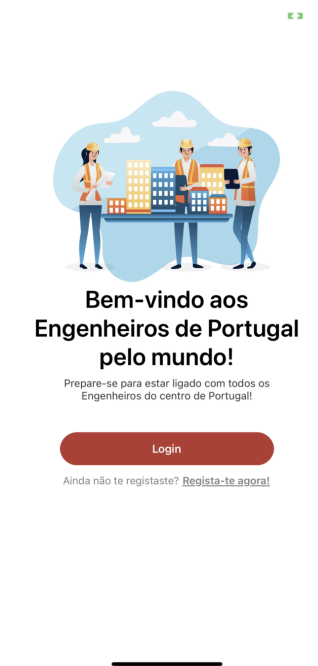 Bem-vindo aos
Engenheiros de Portugal
pelo mundo!
Prepare-se para estar ligado com todos os
Engenheiros do centro de Portugal!
Login
Ainda não te registaste? Regista-te agora!